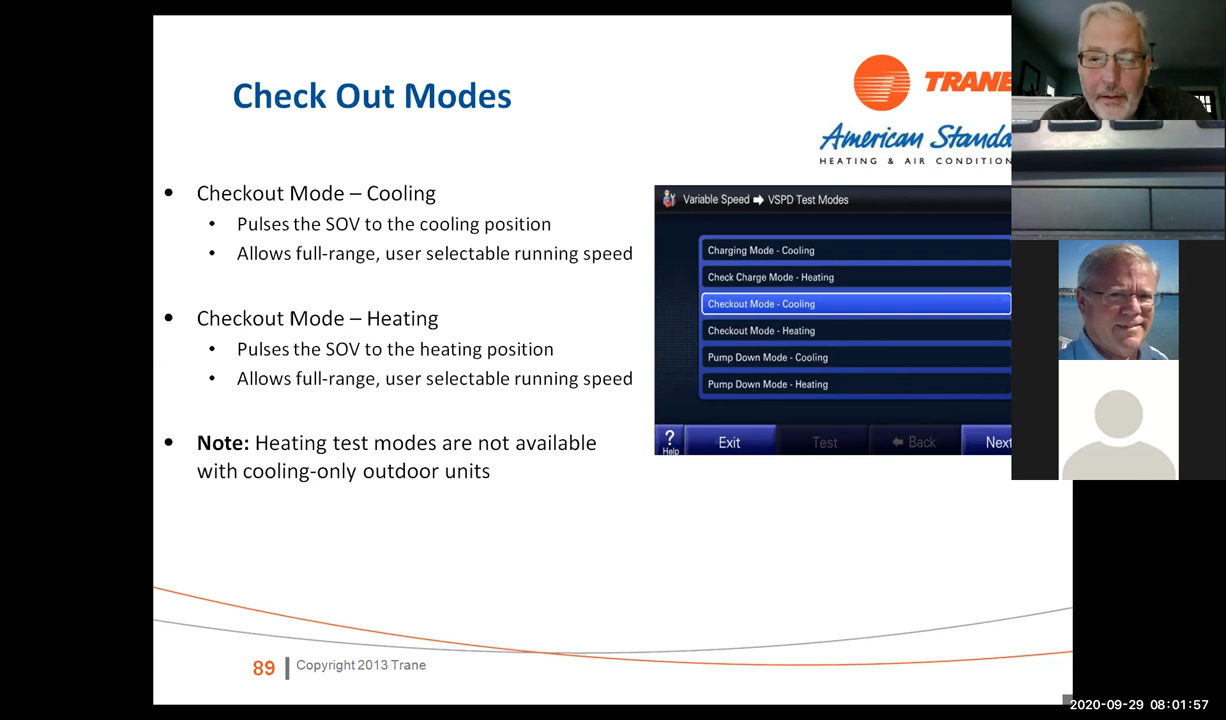 Check Out Modes
TRANE
American Standa
HEATING & AIR CONDITION
• Checkout Mode – Cooling
• Pulses the SOV to the cooling position
• Allows full-range, user selectable running speed
• Checkout Mode – Heating
• Pulses the SOV to the heating position
• Allows full-range, user selectable running speed
• Note: Heating test modes are not available
with cooling-only outdoor units
Variable Speed ➡ VSPD Test Modes
Charging Mode - Cooling
Check Charge Mode - Heating
Checkout Mode - Cooling
Checkout Mode - Heating
Pump Down Mode - Cooling
Pump Down Mode - Heating
? Help
Exit
Test
⬅ Back
Next
89 | Copyright 2013 Trane
2020-09-29 08:01:57